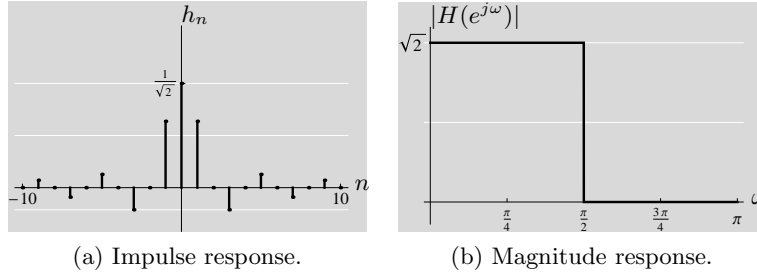 h_n
1/√2
−10
10
n
(a) Impulse response.
|H(e^{jω})|
√2
π/4
π/2
3π/4
π
ω
(b) Magnitude response.